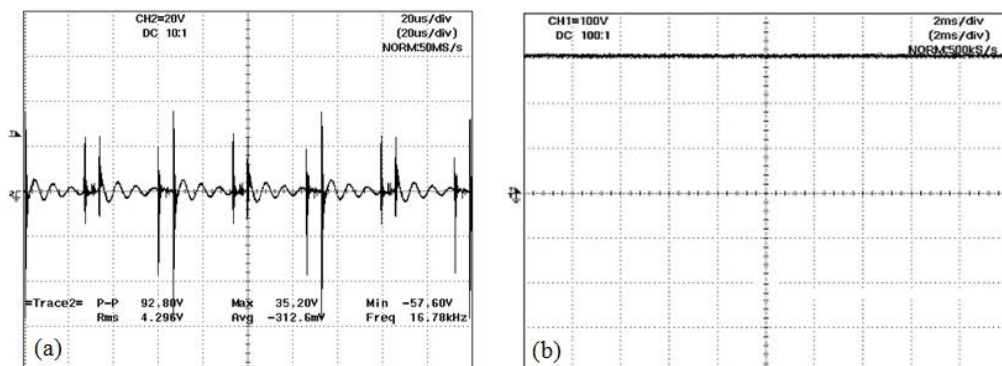 CH2=20V
DC 10:1
20us/div
(20us/div)
NORM:50MS/s
=Trace2= P-P 92.80V Max 35.20V Min -57.60V
Rms 4.296V Avg -312.6mV Freq 16.78kHz
(a)
CH1=100V
DC 100:1
2ms/div
(2ms/div)
NORM:500kS/s
(b)